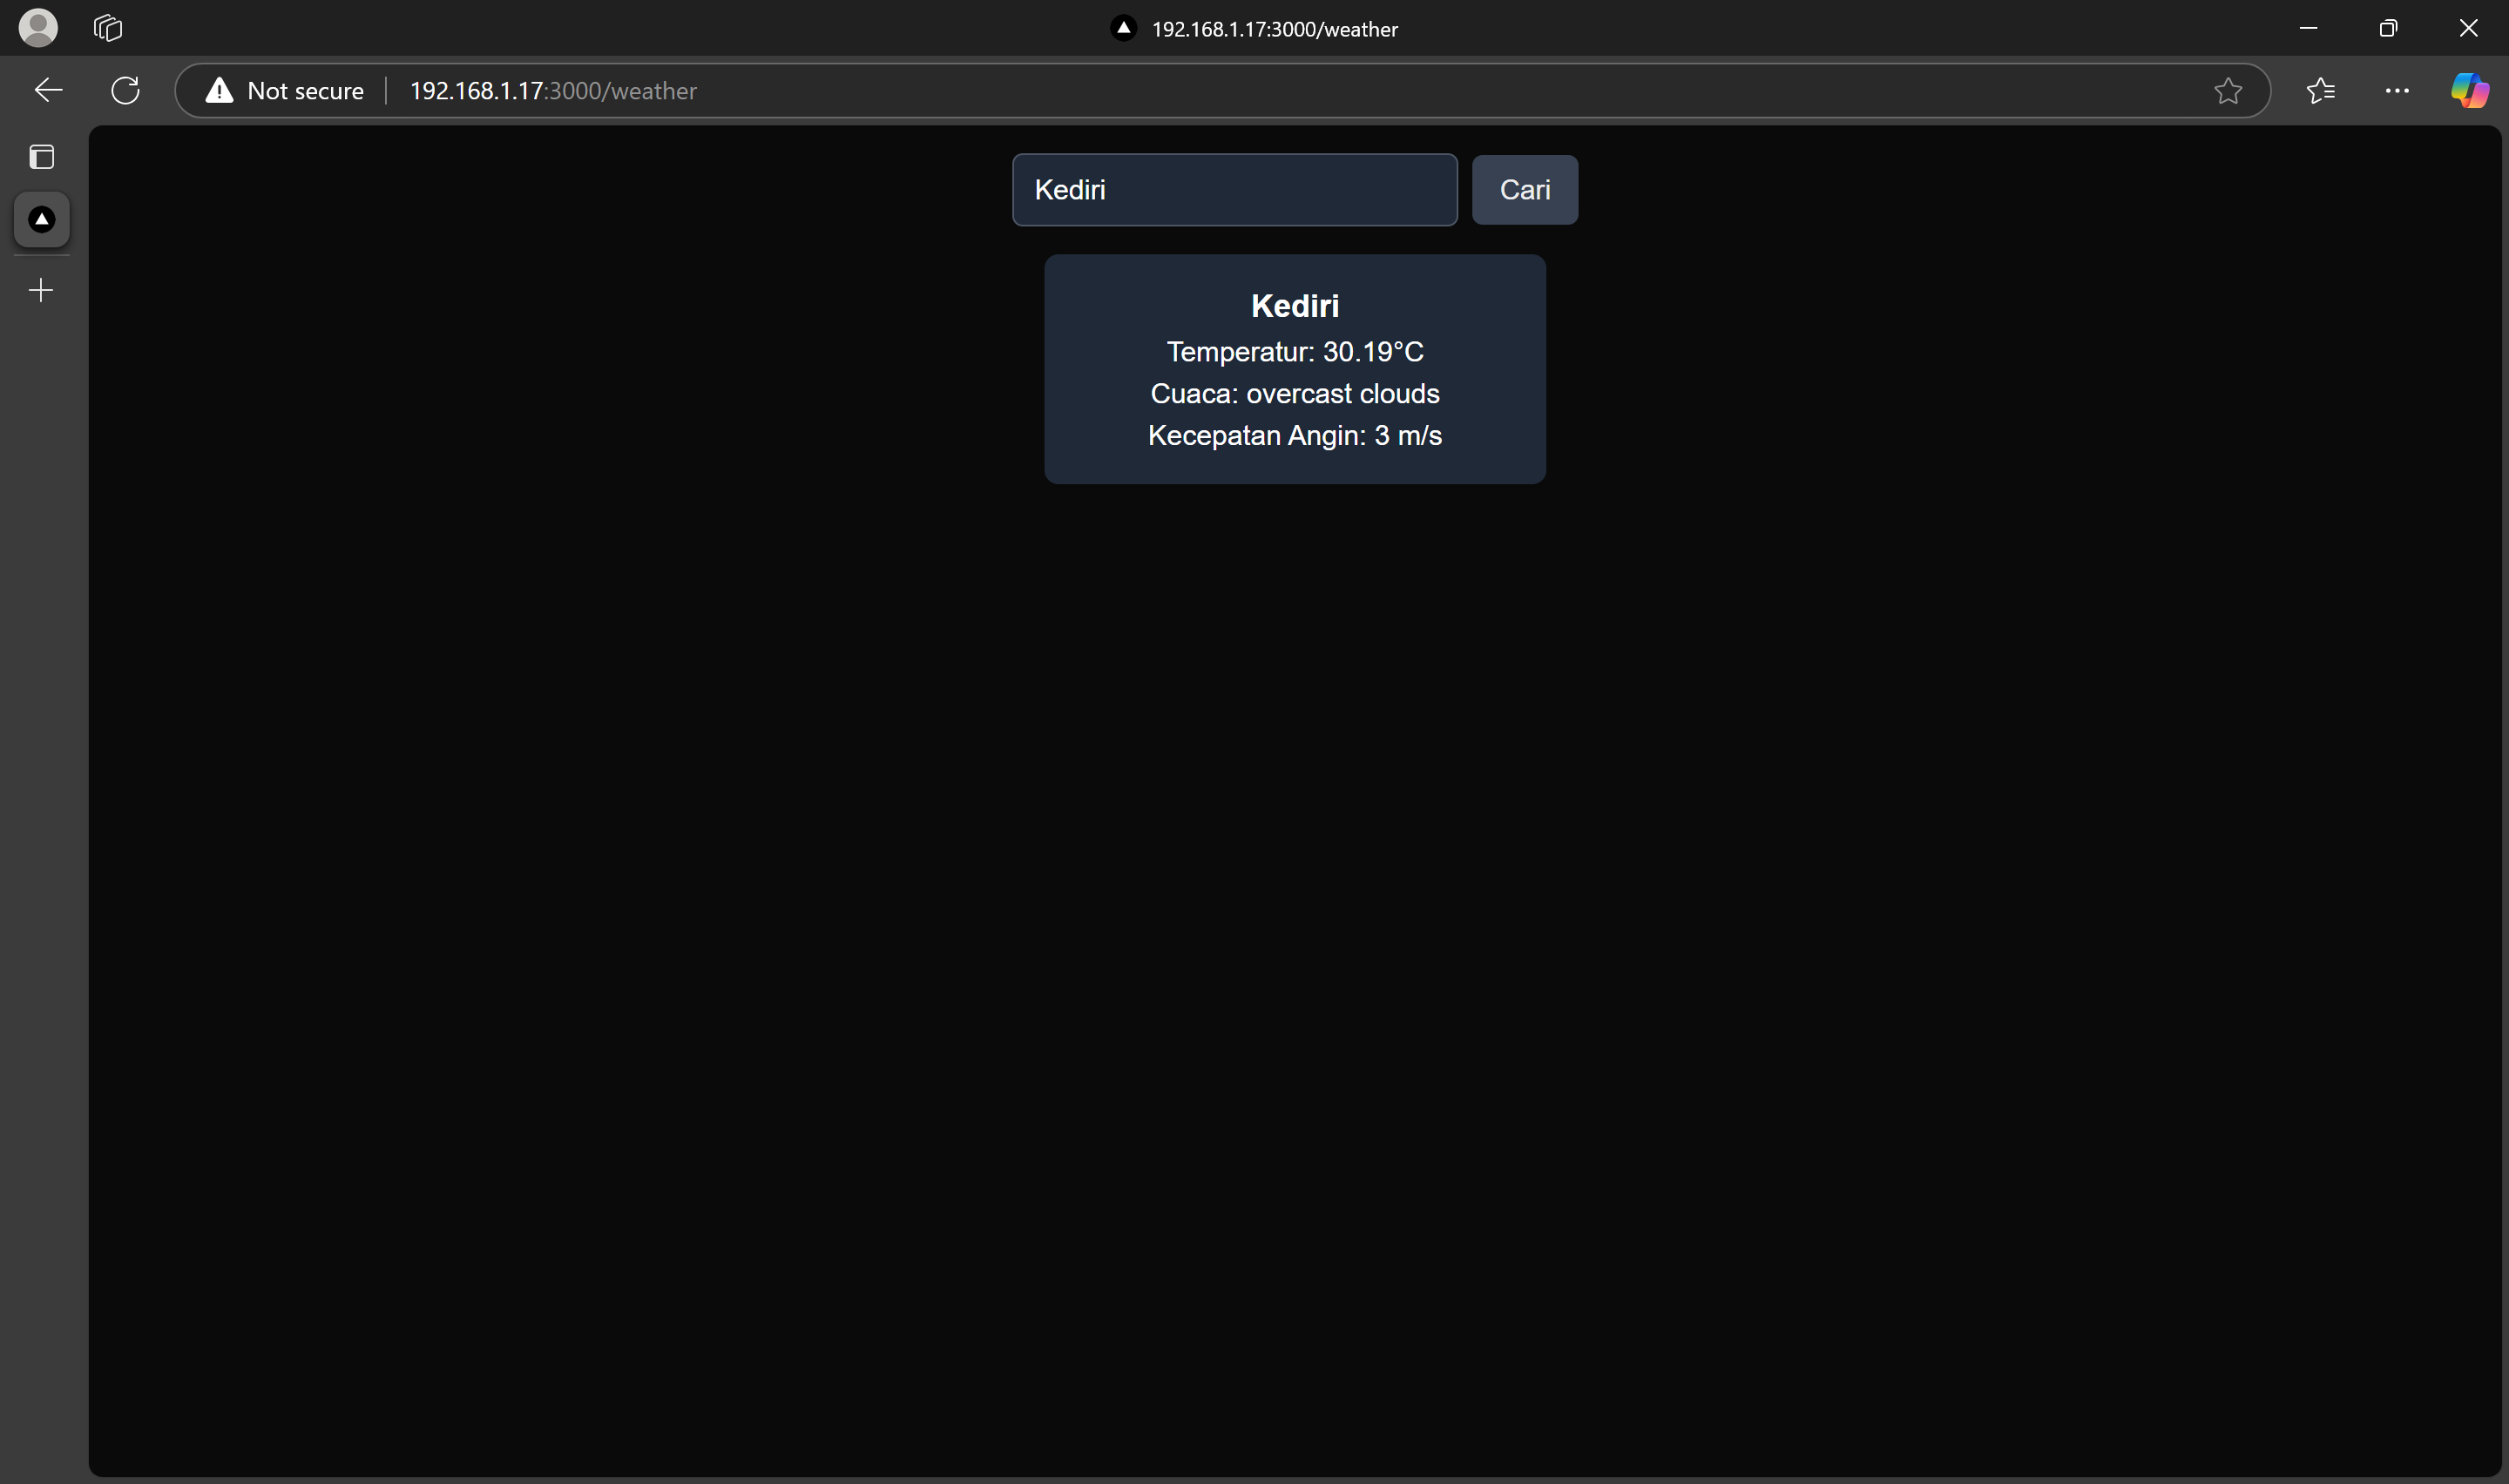 192.168.1.17:3000/weather
Not secure
192.168.1.17:3000/weather
Kediri
Cari
Kediri
Temperatur: 30.19°C
Cuaca: overcast clouds
Kecepatan Angin: 3 m/s